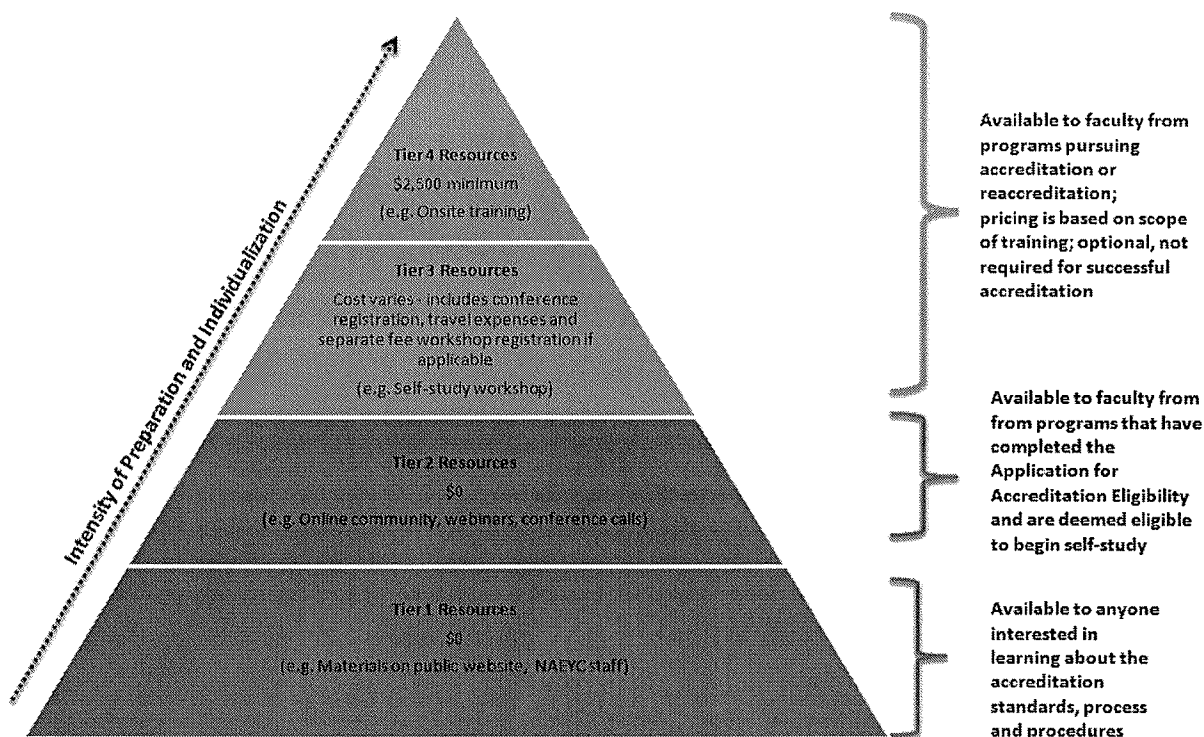 Intensity of Preparation and Individualization
Tier 4 Resources
$2,500 minimum
(e.g. Onsite training)
Tier 3 Resources
Cost varies - includes conference
registration, travel expenses and
separate fee workshop registration if
applicable
(e.g. Self-study workshop)
Tier 2 Resources
$0
(e.g. Online community, webinars, conference calls)
Tier 1 Resources
$0
(e.g. Materials on public website, NAEYC staff)
Available to faculty from
programs pursuing
accreditation or
reaccreditation;
pricing is based on scope
of training; optional, not
required for successful
accreditation
Available to faculty from
from programs that have
completed the
Application for
Accreditation Eligibility
and are deemed eligible
to begin self-study
Available to anyone
interested in
learning about the
accreditation
standards, process
and procedures